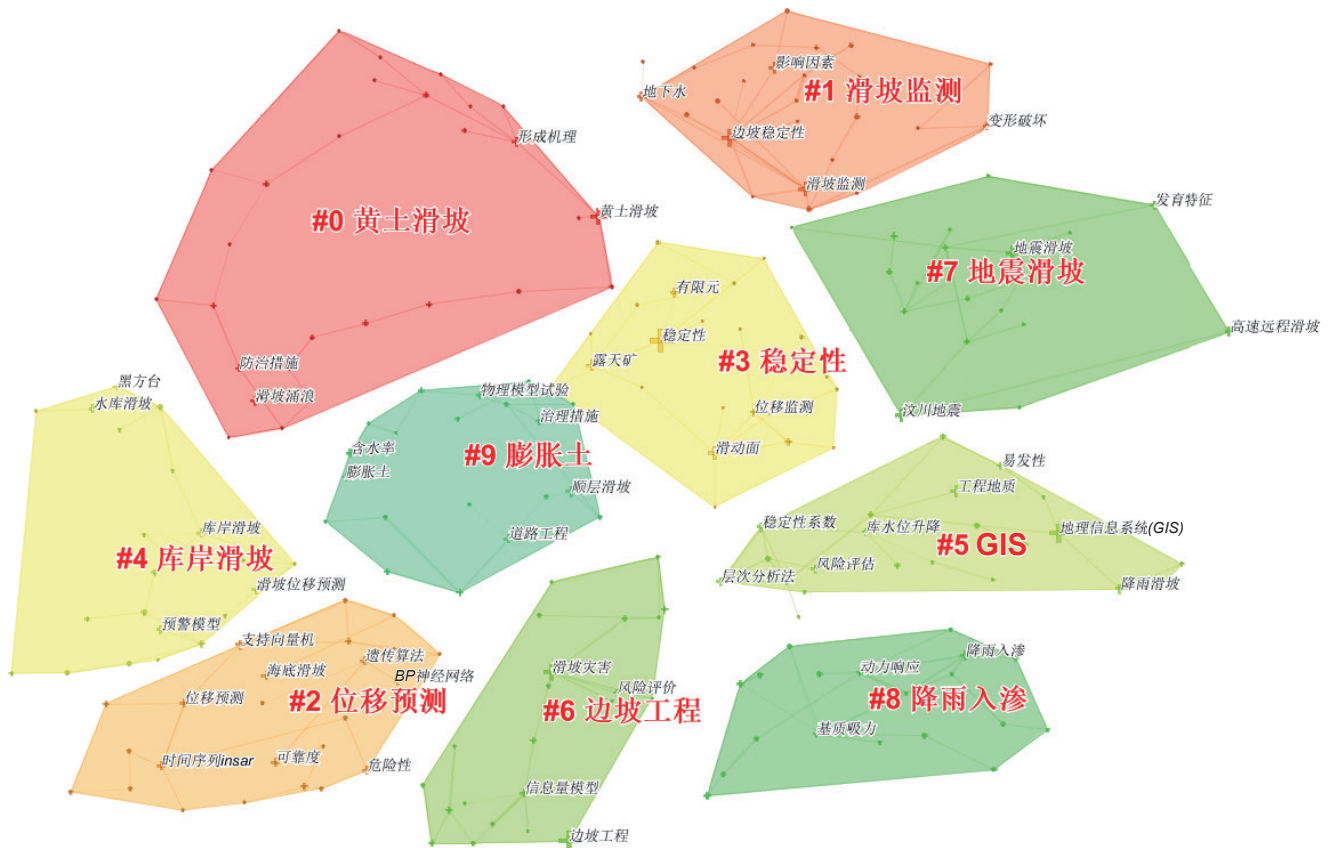 影响因素
#1 滑坡监测
地下水
变形破坏
边坡稳定性
滑坡监测
形成机理
#0 黄土滑坡
黄土滑坡
防治措施
滑坡涌浪
发育特征
地震滑坡
#7 地震滑坡
高速远程滑坡
汶川地震
有限元
稳定性
#3 稳定性
露天矿
位移监测
滑动面
黑方台
水库滑坡
库岸滑坡
#4 库岸滑坡
滑坡位移预测
预警模型
物理模型试验
治理措施
含水率
#9 膨胀土
膨胀土
顺层滑坡
道路工程
易发性
工程地质
稳定性系数
库水位升降
地理信息系统(GIS)
#5 GIS
风险评估
层次分析法
降雨滑坡
支持向量机
遗传算法
海底滑坡
BP神经网络
位移预测
#2 位移预测
时间序列insar
可靠度
危险性
滑坡灾害
风险评价
#6 边坡工程
信息量模型
边坡工程
降雨入渗
动力响应
#8 降雨入渗
基质吸力